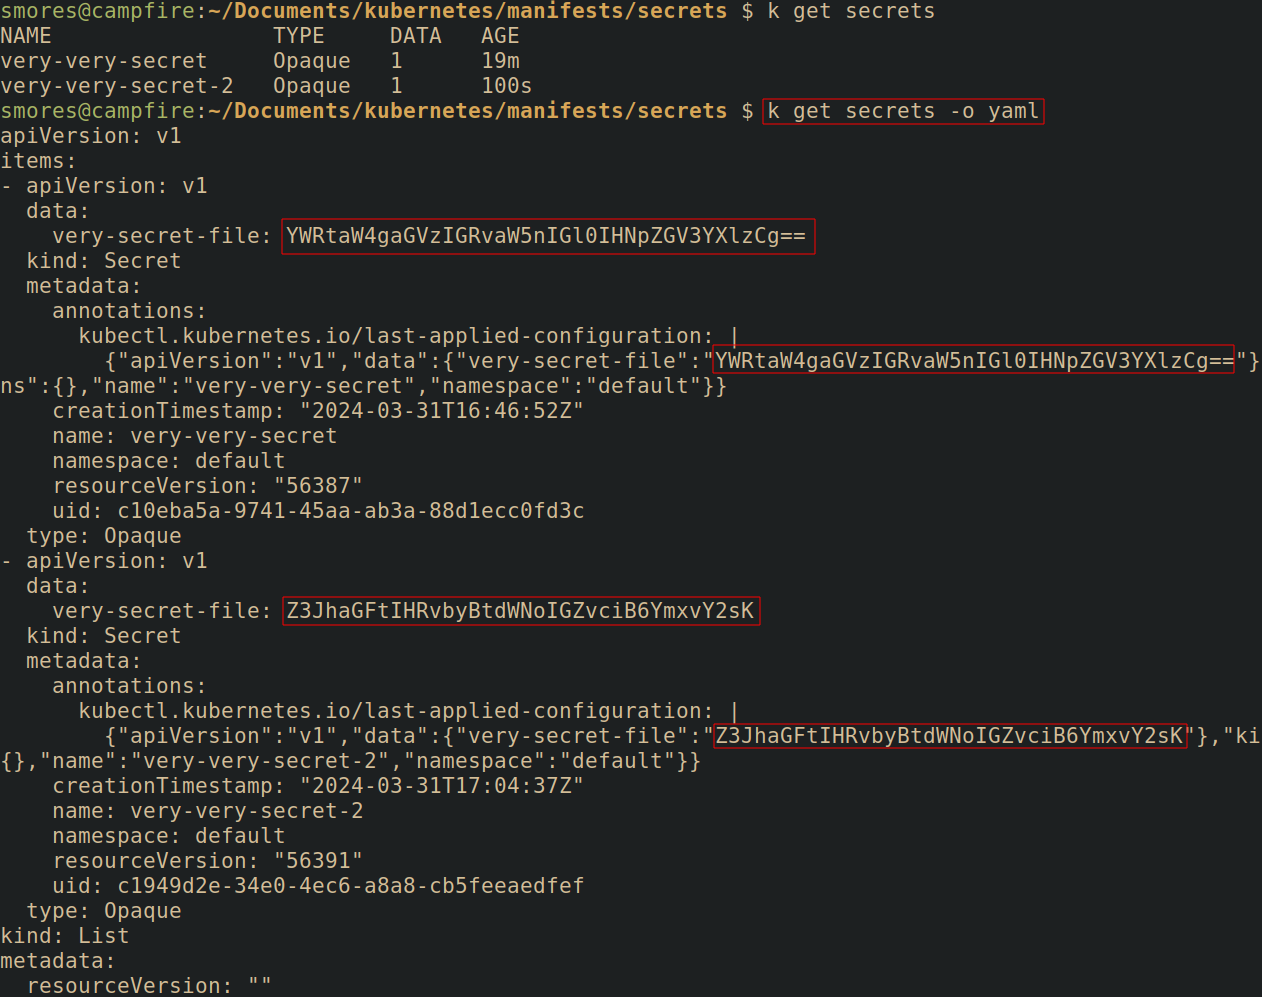 smores@campfire:~/Documents/kubernetes/manifests/secrets $ k get secrets
NAME                 TYPE     DATA   AGE
very-very-secret     Opaque   1      19m
very-very-secret-2   Opaque   1      100s
smores@campfire:~/Documents/kubernetes/manifests/secrets $ k get secrets -o yaml
apiVersion: v1
items:
- apiVersion: v1
  data:
    very-secret-file: YWRtaW4gaGVzIGRvaW5nIGl0IHNpZGV3YXlzCg==
  kind: Secret
  metadata:
    annotations:
      kubectl.kubernetes.io/last-applied-configuration: |
        {"apiVersion":"v1","data":{"very-secret-file":"YWRtaW4gaGVzIGRvaW5nIGl0IHNpZGV3YXlzCg=="}
ns":{},"name":"very-very-secret","namespace":"default"}}
    creationTimestamp: "2024-03-31T16:46:52Z"
    name: very-very-secret
    namespace: default
    resourceVersion: "56387"
    uid: c10eba5a-9741-45aa-ab3a-88d1ecc0fd3c
  type: Opaque
- apiVersion: v1
  data:
    very-secret-file: Z3JhaGFtIHRvbyBtdWNoIGZvciB6YmxvY2sK
  kind: Secret
  metadata:
    annotations:
      kubectl.kubernetes.io/last-applied-configuration: |
        {"apiVersion":"v1","data":{"very-secret-file":"Z3JhaGFtIHRvbyBtdWNoIGZvciB6YmxvY2sK"},"ki
{},"name":"very-very-secret-2","namespace":"default"}}
    creationTimestamp: "2024-03-31T17:04:37Z"
    name: very-very-secret-2
    namespace: default
    resourceVersion: "56391"
    uid: c1949d2e-34e0-4ec6-a8a8-cb5feeaedfef
  type: Opaque
kind: List
metadata:
  resourceVersion: ""